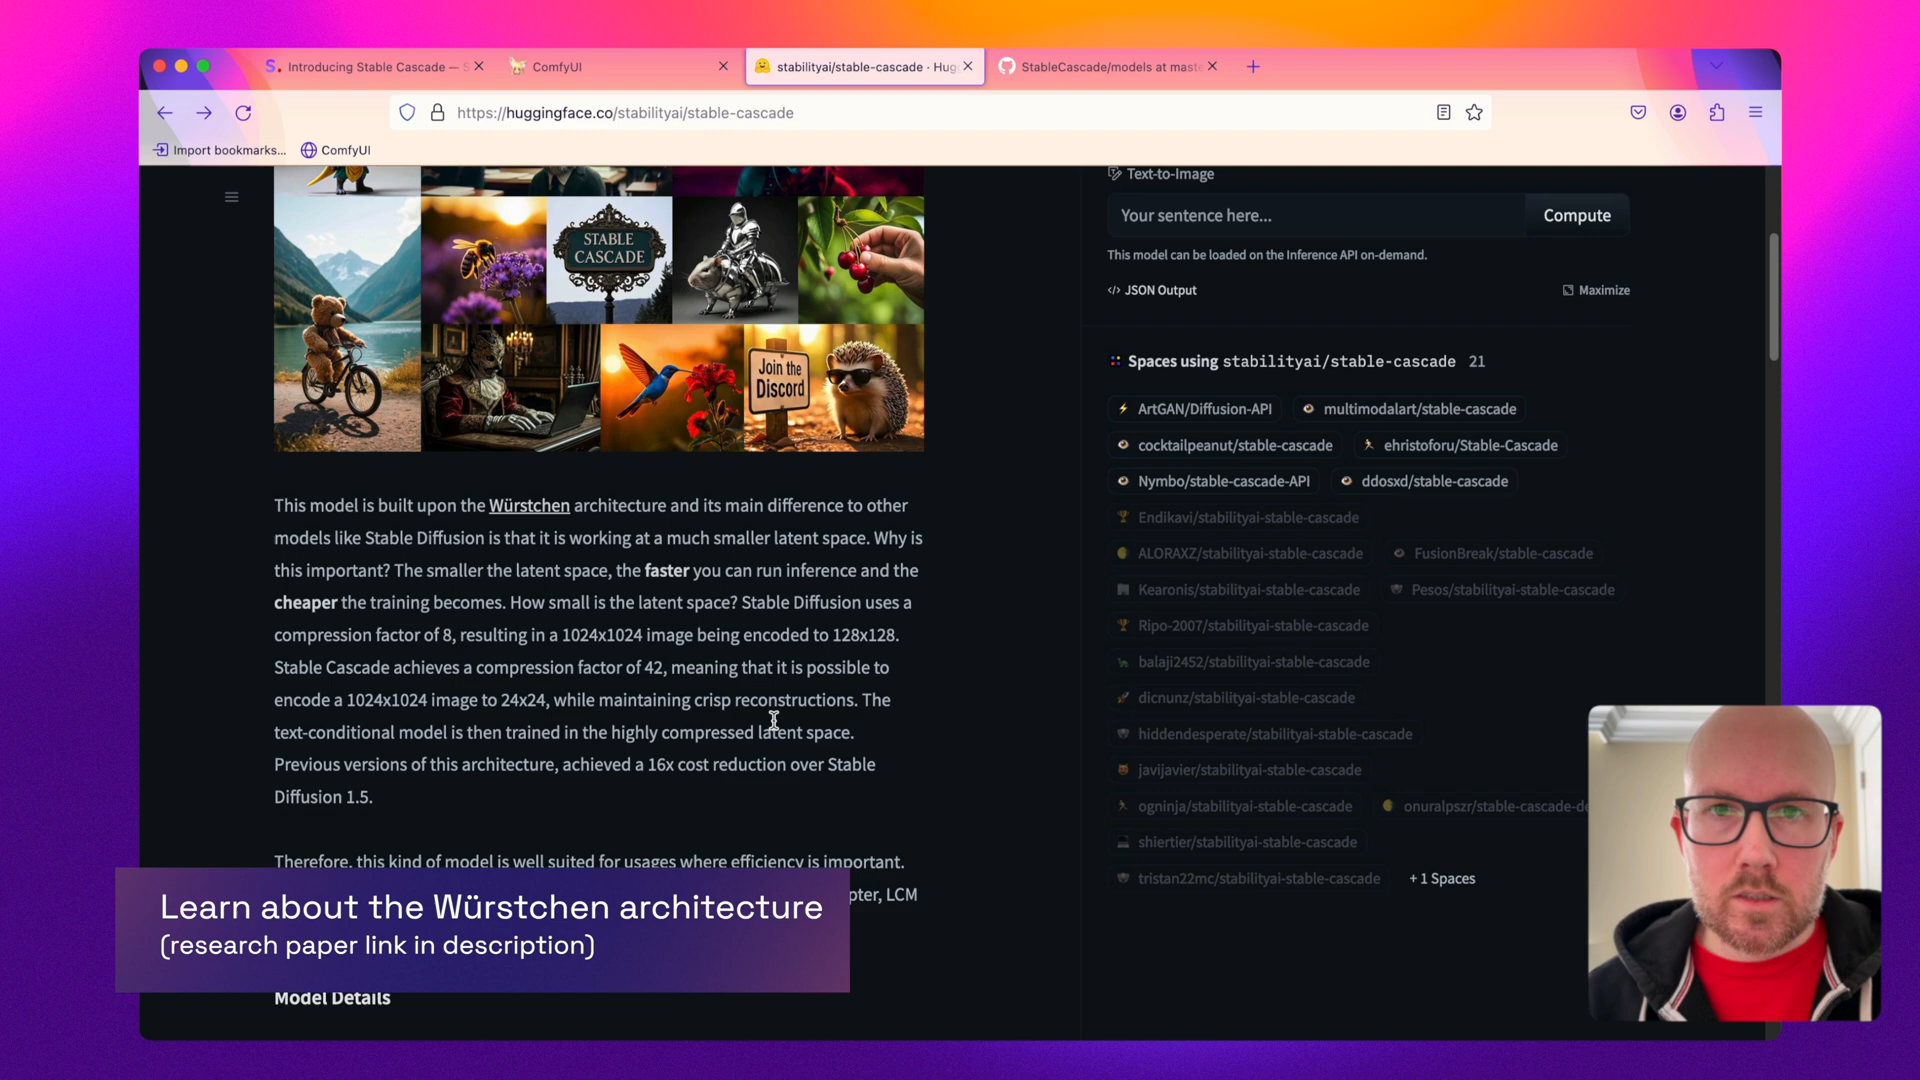 Introducing Stable Cascade — S
ComfyUI
stabilityai/stable-cascade · Hug
StableCascade/models at mast
https://huggingface.co/stabilityai/stable-cascade
Import bookmarks...
ComfyUI
STABLE
CASCADE
Join the
Discord
This model is built upon the Würstchen architecture and its main difference to other
models like Stable Diffusion is that it is working at a much smaller latent space. Why is
this important? The smaller the latent space, the faster you can run inference and the
cheaper the training becomes. How small is the latent space? Stable Diffusion uses a
compression factor of 8, resulting in a 1024x1024 image being encoded to 128x128.
Stable Cascade achieves a compression factor of 42, meaning that it is possible to
encode a 1024x1024 image to 24x24, while maintaining crisp reconstructions. The
text-conditional model is then trained in the highly compressed latent space.
Previous versions of this architecture, achieved a 16x cost reduction over Stable
Diffusion 1.5.
Therefore, this kind of model is well suited for usages where efficiency is important.
pter, LCM
Model Details
Text-to-Image
Your sentence here...
Compute
This model can be loaded on the Inference API on-demand.
</> JSON Output
Maximize
Spaces using stabilityai/stable-cascade 21
ArtGAN/Diffusion-API
multimodalart/stable-cascade
cocktailpeanut/stable-cascade
ehristoforu/Stable-Cascade
Nymbo/stable-cascade-API
ddosxd/stable-cascade
Endikavi/stabilityai-stable-cascade
ALORAXZ/stabilityai-stable-cascade
FusionBreak/stable-cascade
Kearonis/stabilityai-stable-cascade
Pesos/stabilityai-stable-cascade
Ripo-2007/stabilityai-stable-cascade
balaji2452/stabilityai-stable-cascade
dicnunz/stabilityai-stable-cascade
hiddendesperate/stabilityai-stable-cascade
javijavier/stabilityai-stable-cascade
ogninja/stabilityai-stable-cascade
onuralpszr/stable-cascade-de
shiertier/stabilityai-stable-cascade
tristan22mc/stabilityai-stable-cascade
+ 1 Spaces
Learn about the Würstchen architecture
(research paper link in description)